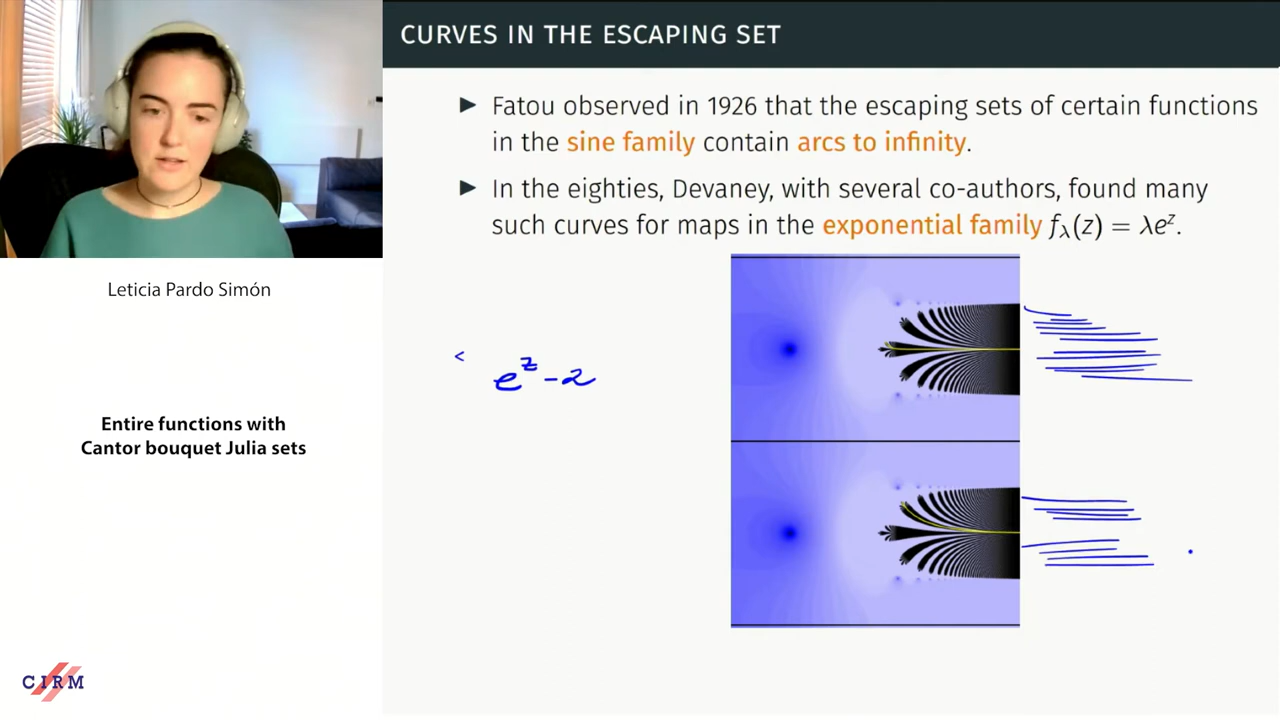 CURVES IN THE ESCAPING SET
► Fatou observed in 1926 that the escaping sets of certain functions
in the sine family contain arcs to infinity.
► In the eighties, Devaney, with several co-authors, found many
such curves for maps in the exponential family f_λ(z) = λe^z.
e^z - 2
Leticia Pardo Simón
Entire functions with
Cantor bouquet Julia sets
CIRM